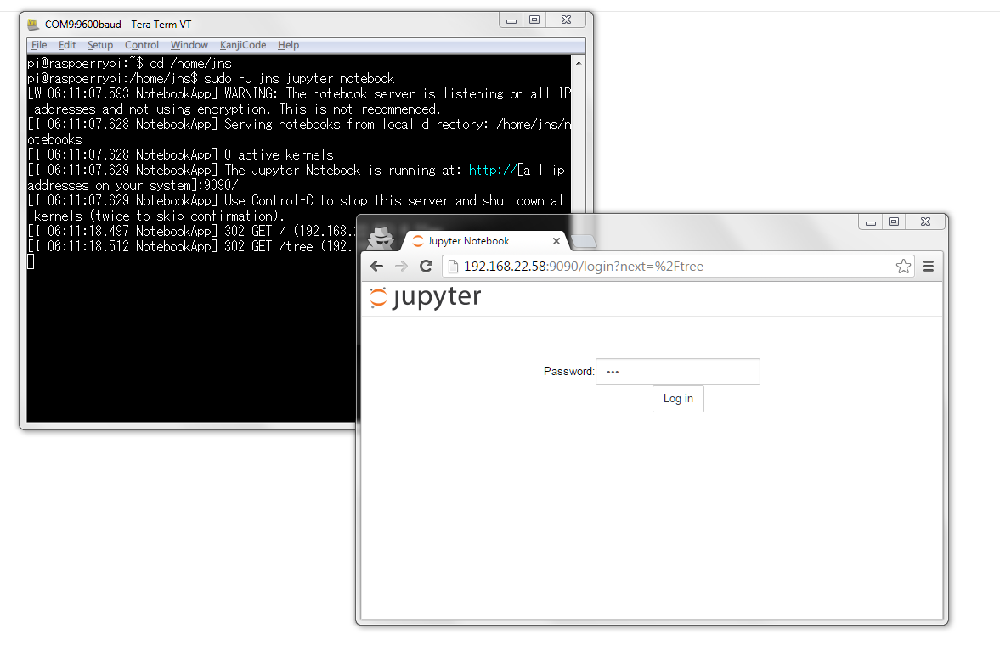 COM9:9600baud - Tera Term VT
File Edit Setup Control Window KanjiCode Help
pi@raspberrypi:~$ cd /home/jns
pi@raspberrypi:/home/jns$ sudo -u jns jupyter notebook
[W 06:11:07.593 NotebookApp] WARNING: The notebook server is listening on all IP
 addresses and not using encryption. This is not recommended.
[I 06:11:07.628 NotebookApp] Serving notebooks from local directory: /home/jns/n
otebooks
[I 06:11:07.628 NotebookApp] 0 active kernels
[I 06:11:07.629 NotebookApp] The Jupyter Notebook is running at: http://[all ip
addresses on your system]:9090/
[I 06:11:07.629 NotebookApp] Use Control-C to stop this server and shut down all
 kernels (twice to skip confirmation).
[I 06:11:18.497 NotebookApp] 302 GET / (192.168.
[I 06:11:18.512 NotebookApp] 302 GET /tree (192.
Jupyter Notebook
192.168.22.58:9090/login?next=%2Ftree
jupyter
Password: •••
Log in